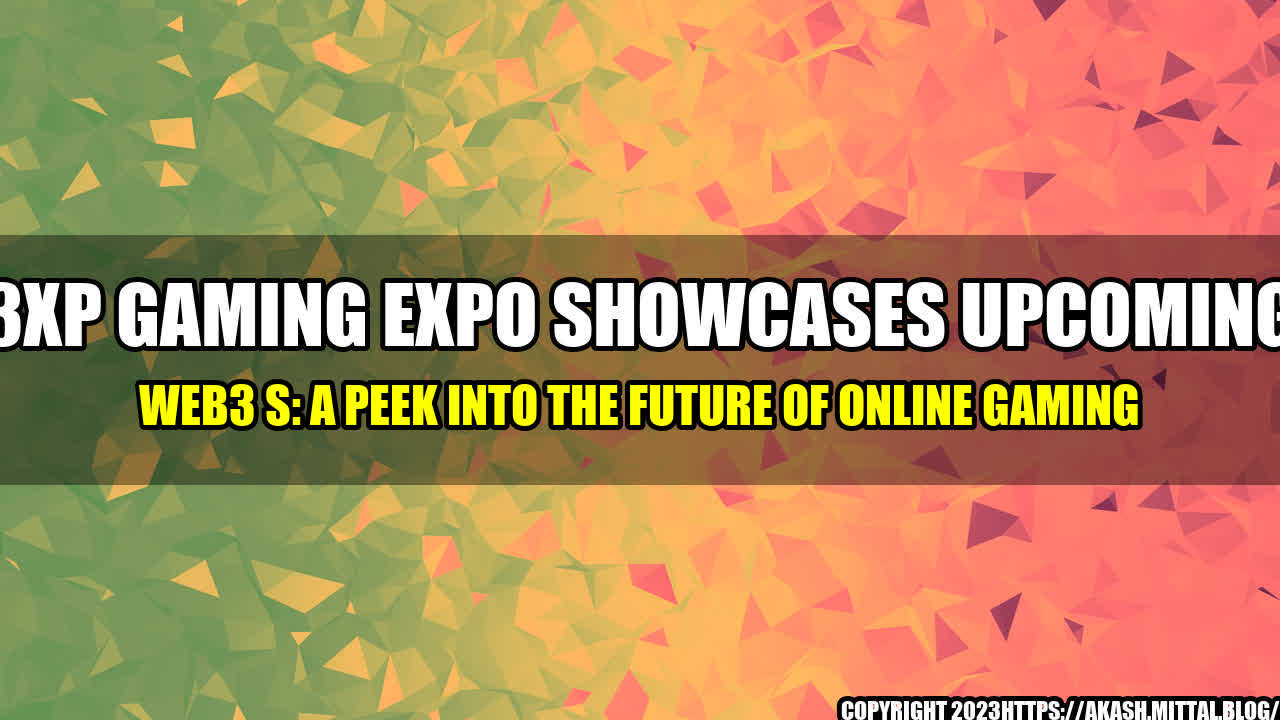 3XP GAMING EXPO SHOWCASES UPCOMING
WEB3 S: A PEEK INTO THE FUTURE OF ONLINE GAMING
COPYRIGHT 2023HTTPS://AKASH.MITTAL.BLOG/